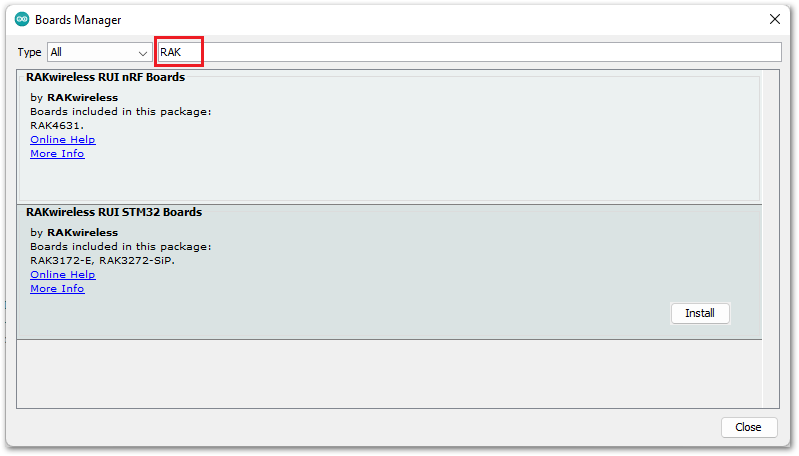 Boards Manager
Type All RAK
RAKwireless RUI nRF Boards
by RAKwireless
Boards included in this package:
RAK4631.
Online Help
More Info
RAKwireless RUI STM32 Boards
by RAKwireless
Boards included in this package:
RAK3172-E, RAK3272-SiP.
Online Help
More Info
Install
Close